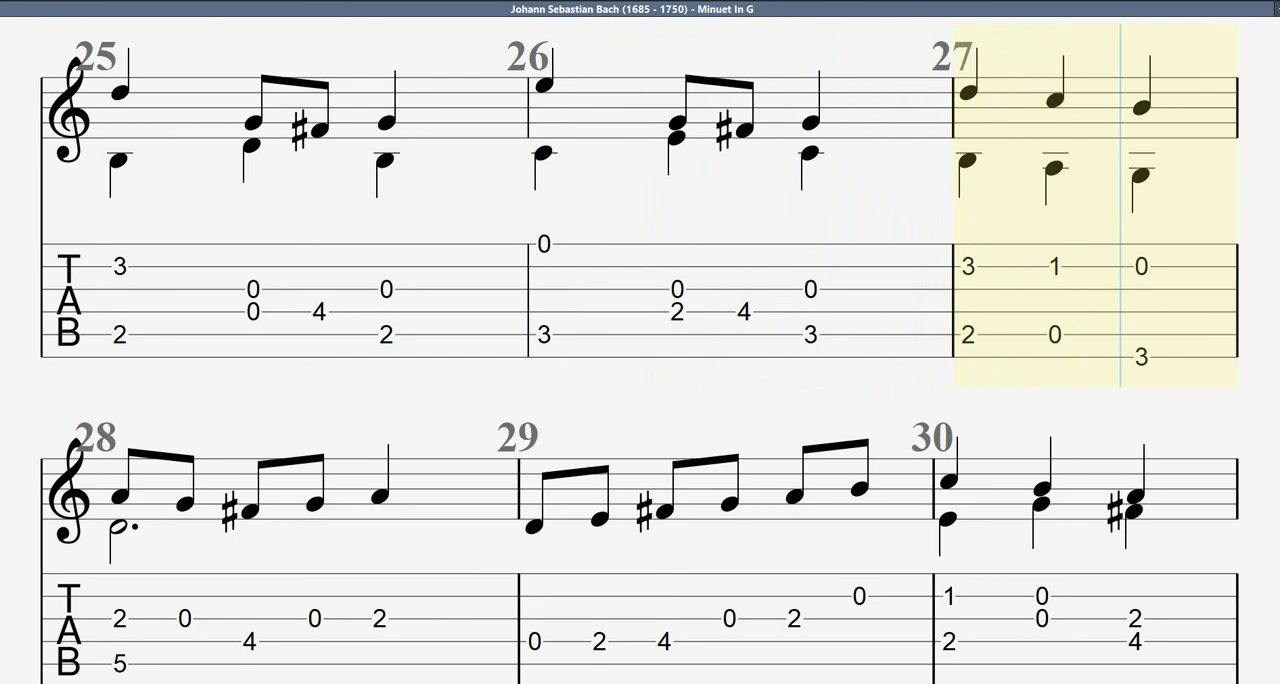 Johann Sebastian Bach (1685 - 1750) - Minuet In G
25 26 27
T 3 0 0 4 0 2 0 0 2 4 0 3 3 1 0
A
B 2 2 3 2 0 3
28 29 30
T 2 0 4 0 2 0 2 4 0 2 0 1 0 0 2
A
B 5 2 4